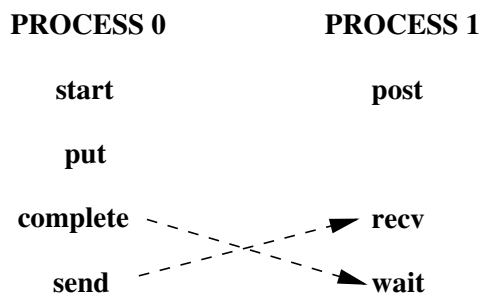 PROCESS 0 PROCESS 1
start post
put
complete recv
send wait